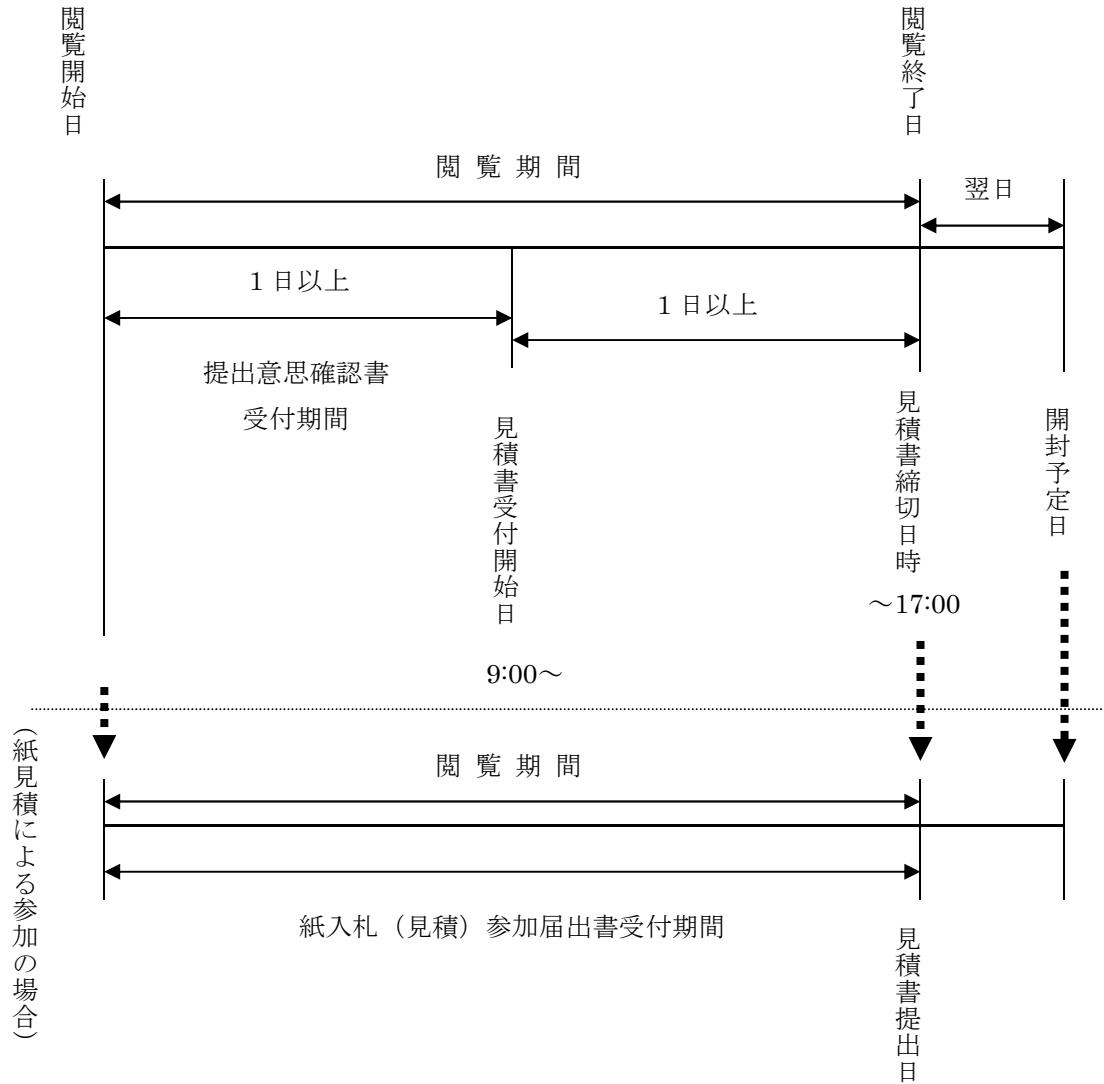 閲覧開始日
閲覧終了日
閲 覧 期 間
翌日
1日以上
1日以上
提出意思確認書
受付期間
見積書受付開始日
9:00～
見積書締切日時
～17:00
開封予定日
（紙見積による参加の場合）
閲 覧 期 間
紙入札（見積）参加届出書受付期間
見積書提出日